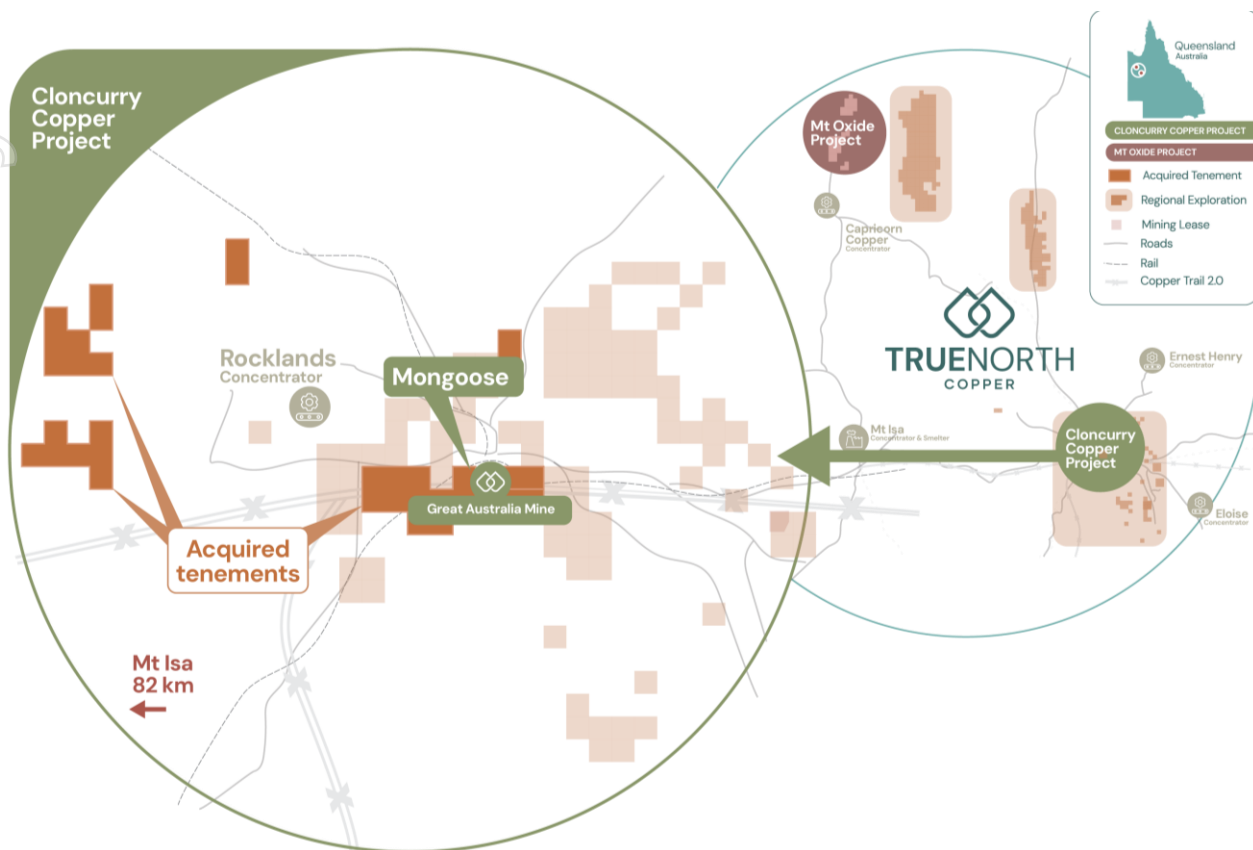 Cloncurry
Copper
Project
Rocklands
Concentrator
Mongoose
Great Australia Mine
Acquired
tenements
Mt Isa
82 km
Mt Oxide
Project
Capricorn
Copper
Concentrator
TRUENORTH
COPPER
Mt Isa
Concentrator & Smelter
Ernest Henry
Concentrator
Cloncurry
Copper
Project
Eloise
Concentrator
Queensland
Australia
CLONCURRY COPPER PROJECT
MT OXIDE PROJECT
Acquired Tenement
Regional Exploration
Mining Lease
Roads
Rail
Copper Trail 2.0